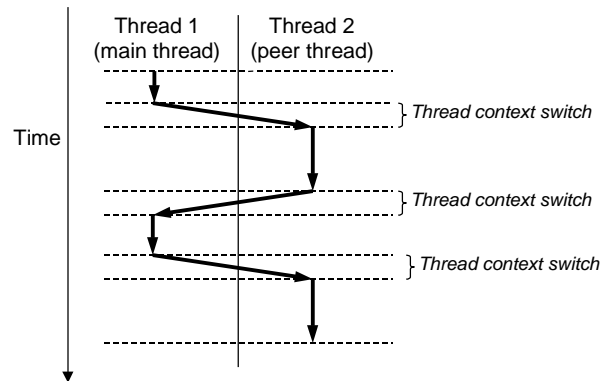 Thread 1
(main thread)
Thread 2
(peer thread)
Thread context switch
Time
Thread context switch
Thread context switch